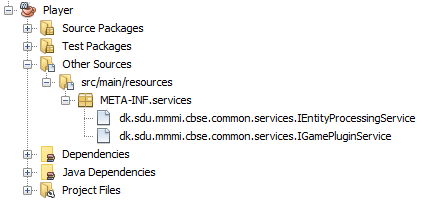 Player
Source Packages
Test Packages
Other Sources
src/main/resources
META-INF.services
dk.sdu.mmmi.cbse.common.services.IEntityProcessingService
dk.sdu.mmmi.cbse.common.services.IGamePluginService
Dependencies
Java Dependencies
Project Files